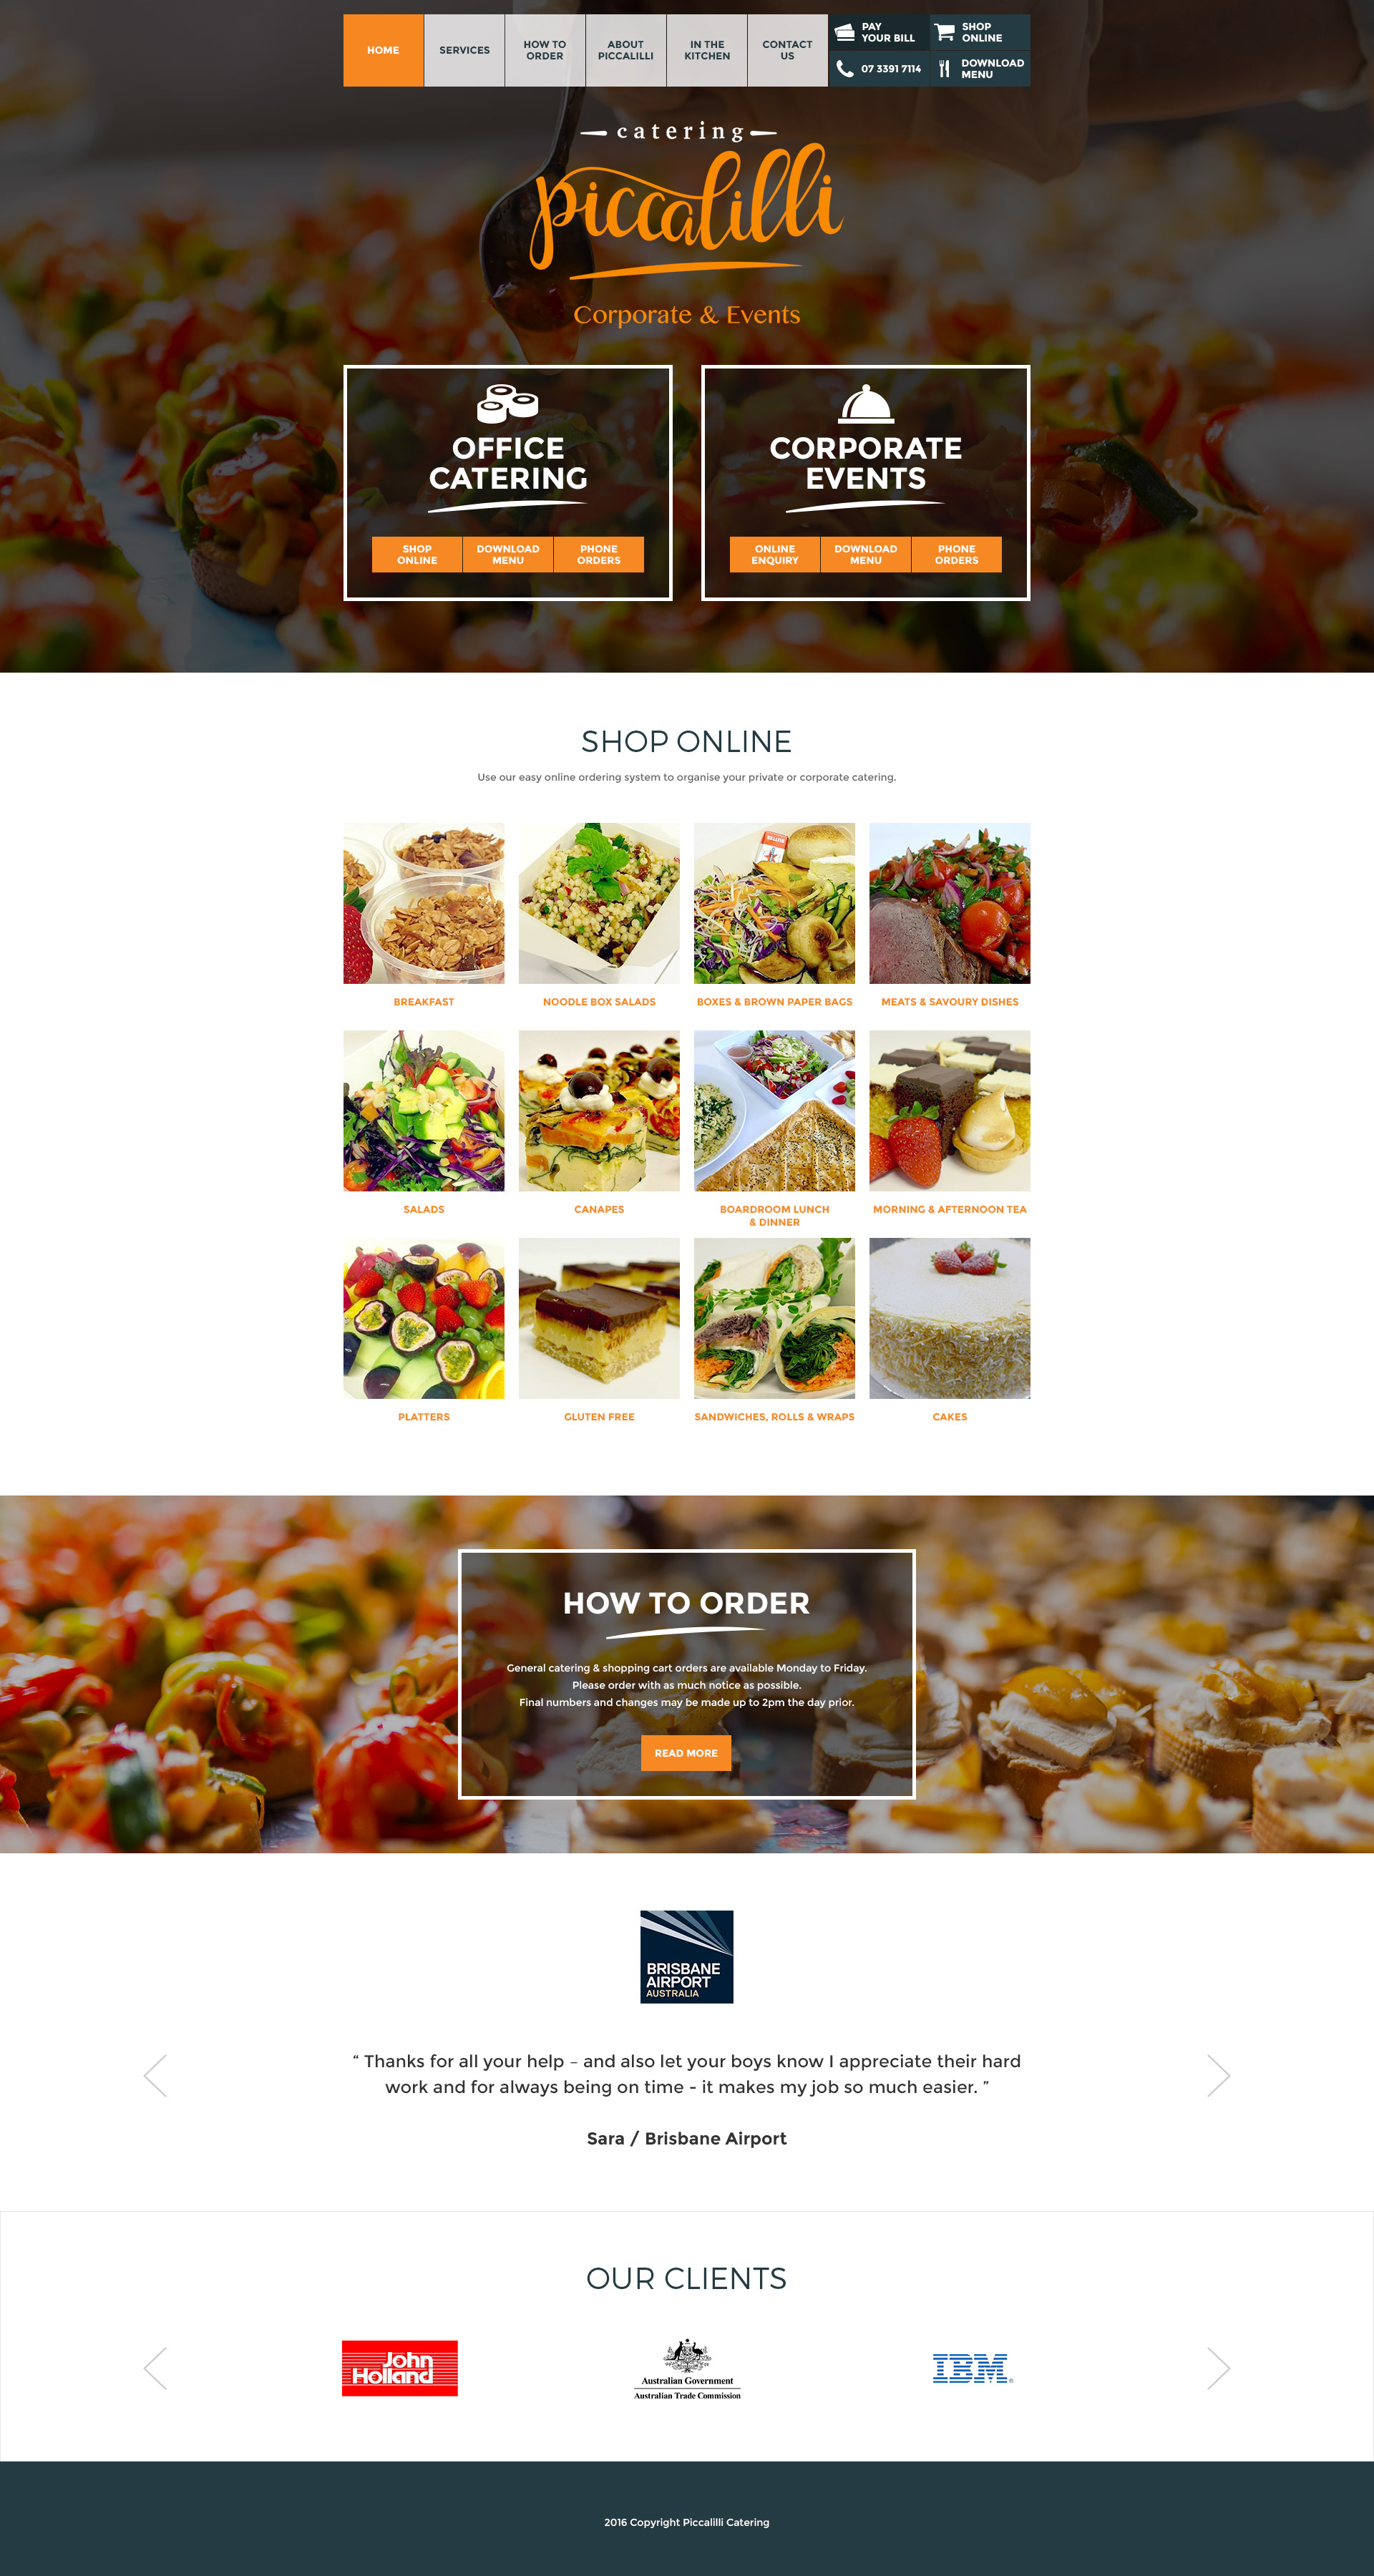 HOME
SERVICES
HOW TO
ORDER
ABOUT
PICCALILLI
IN THE
KITCHEN
CONTACT
US
PAY
YOUR BILL
SHOP
ONLINE
07 3391 7114
DOWNLOAD
MENU
catering
piccalilli
Corporate & Events
OFFICE
CATERING
SHOP
ONLINE
DOWNLOAD
MENU
PHONE
ORDERS
CORPORATE
EVENTS
ONLINE
ENQUIRY
DOWNLOAD
MENU
PHONE
ORDERS
SHOP ONLINE
Use our easy online ordering system to organise your private or corporate catering.
BREAKFAST
NOODLE BOX SALADS
BOXES & BROWN PAPER BAGS
MEATS & SAVOURY DISHES
SALADS
CANAPES
BOARDROOM LUNCH
& DINNER
MORNING & AFTERNOON TEA
PLATTERS
GLUTEN FREE
SANDWICHES, ROLLS & WRAPS
CAKES
HOW TO ORDER
General catering & shopping cart orders are available Monday to Friday.
Please order with as much notice as possible.
Final numbers and changes may be made up to 2pm the day prior.
READ MORE
BRISBANE
AIRPORT
AUSTRALIA
“ Thanks for all your help – and also let your boys know I appreciate their hard
work and for always being on time - it makes my job so much easier. ”
Sara / Brisbane Airport
OUR CLIENTS
John
Holland
Australian Government
Australian Trade Commission
IBM®
2016 Copyright Piccalilli Catering